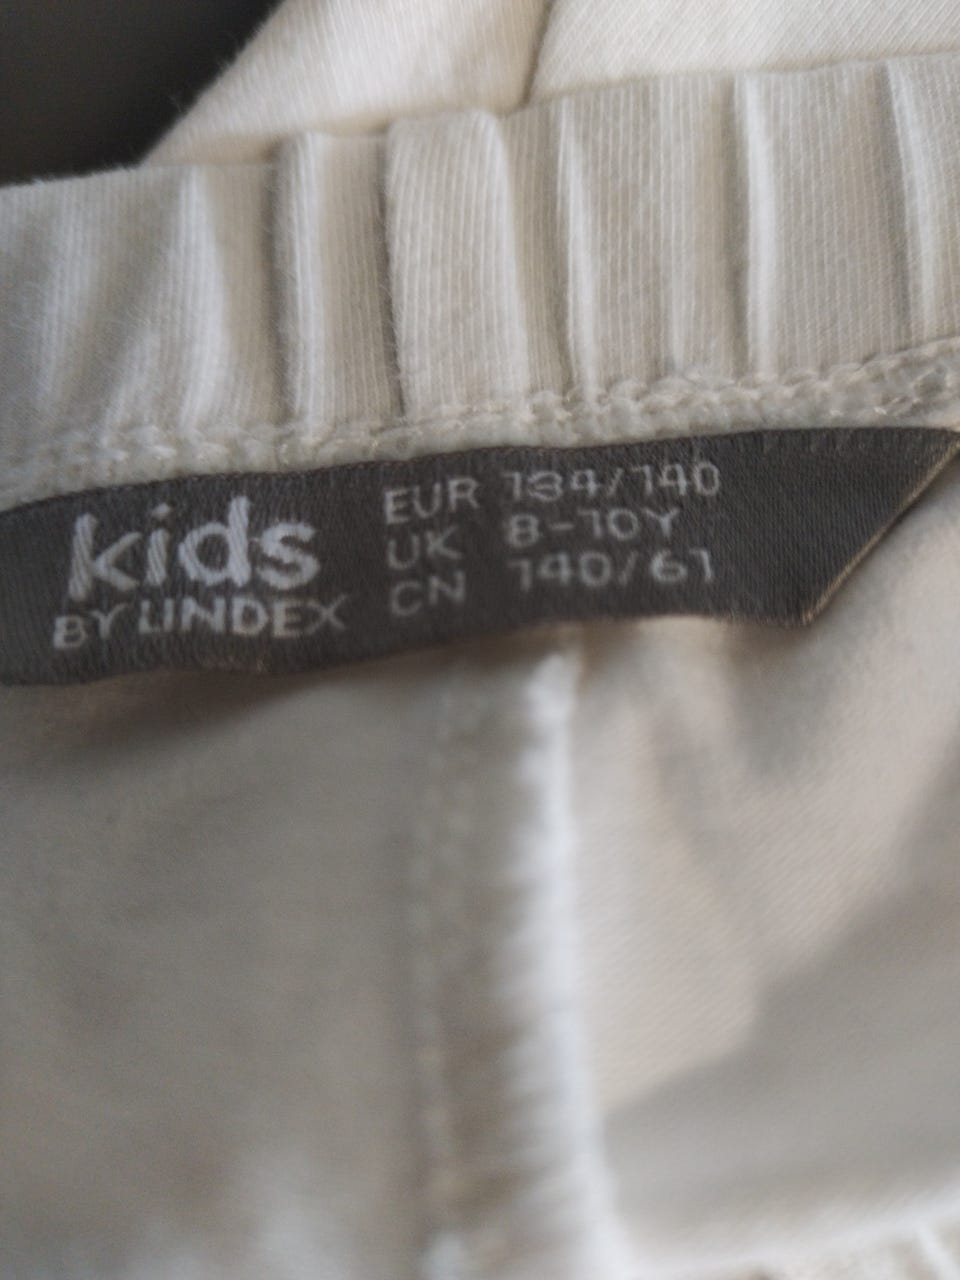 kids
BY LINDEX
EUR 134/140
UK 8-10Y
CN 140/61